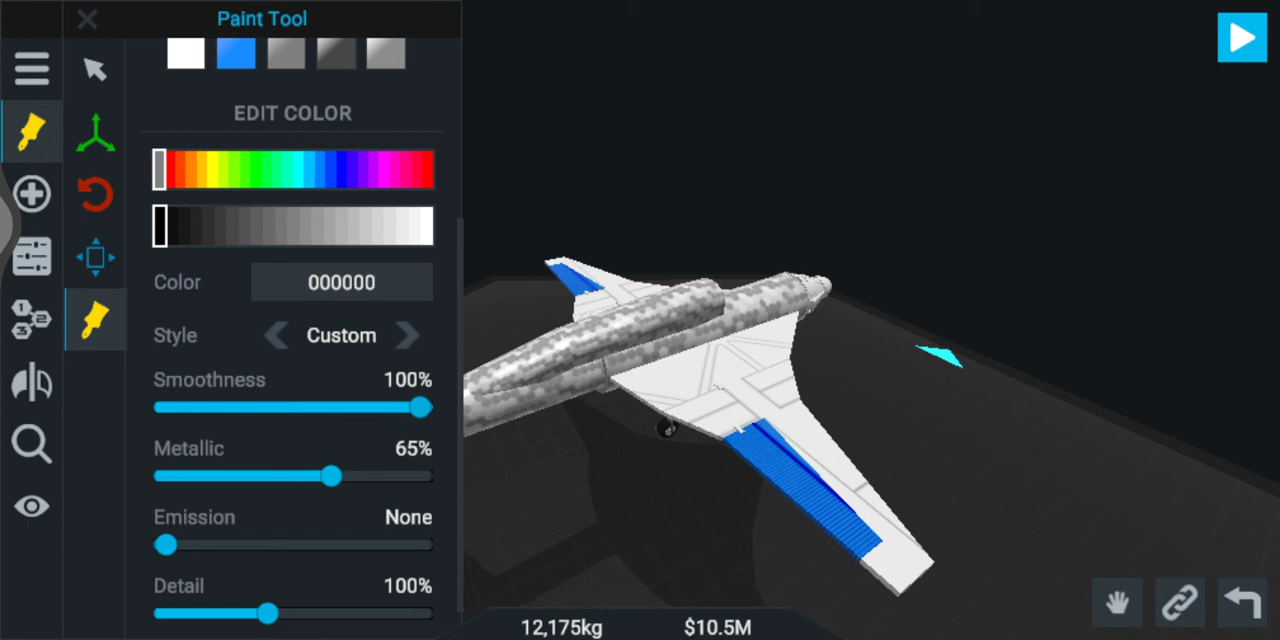 Paint Tool
EDIT COLOR
Color 000000
Style Custom
Smoothness 100%
Metallic 65%
Emission None
Detail 100%
12,175kg $10.5M